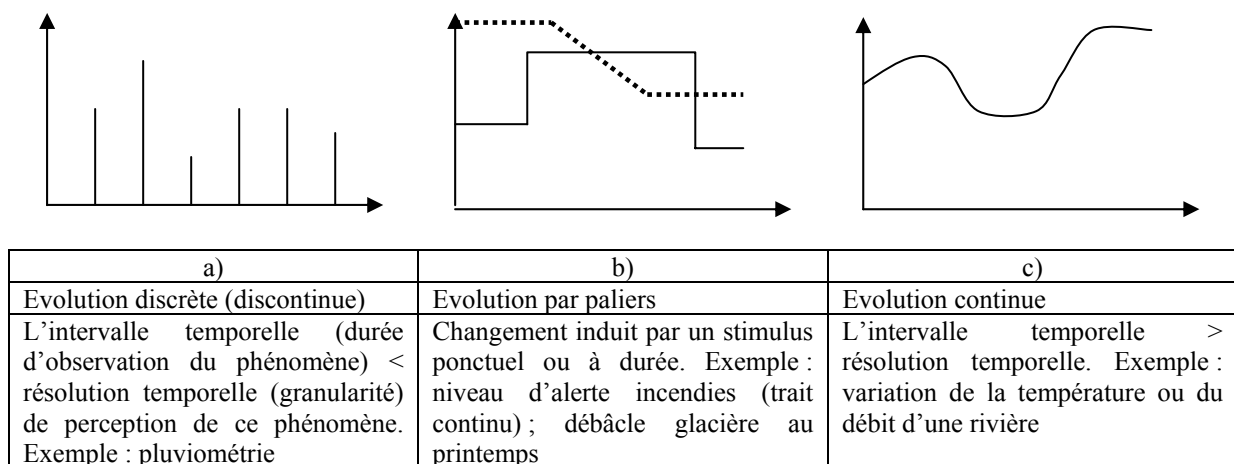 a)
b)
c)
Evolution discrète (discontinue)
Evolution par paliers
Evolution continue
L'intervalle temporelle (durée
d'observation du phénomène) <
résolution temporelle (granularité)
de perception de ce phénomène.
Exemple : pluviométrie
Changement induit par un stimulus
ponctuel ou à durée. Exemple :
niveau d'alerte incendies (trait
continu) ; débâcle glacière au
printemps
L'intervalle temporelle >
résolution temporelle. Exemple :
variation de la température ou du
débit d'une rivière